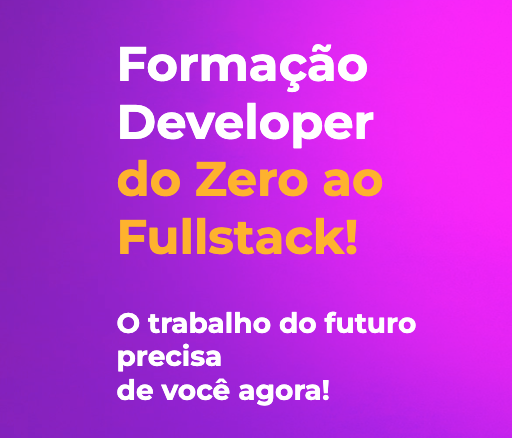 Formação
Developer
do Zero ao
Fullstack!
O trabalho do futuro
precisa
de você agora!